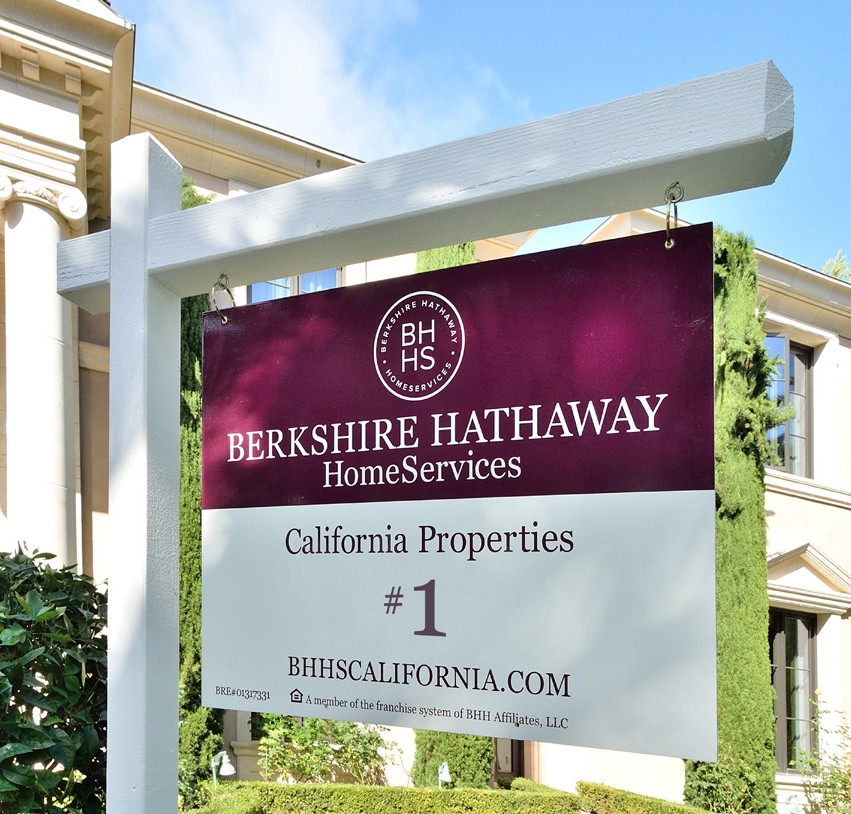 BERKSHIRE HATHAWAY
BH
HS
HOMESERVICES
BERKSHIRE HATHAWAY
HomeServices
California Properties
#1
BHHSCALIFORNIA.COM
BRE#01317331
A member of the franchise system of BHH Affiliates, LLC